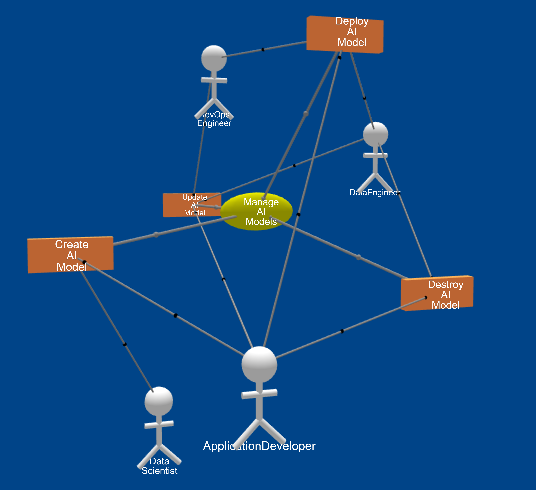 Deploy
AI
Model
DevOps
Engineer
DataEngineer
Update
AI
Model
Manage
AI
Models
Create
AI
Model
Destroy
AI
Model
ApplicationDeveloper
Data
Scientist